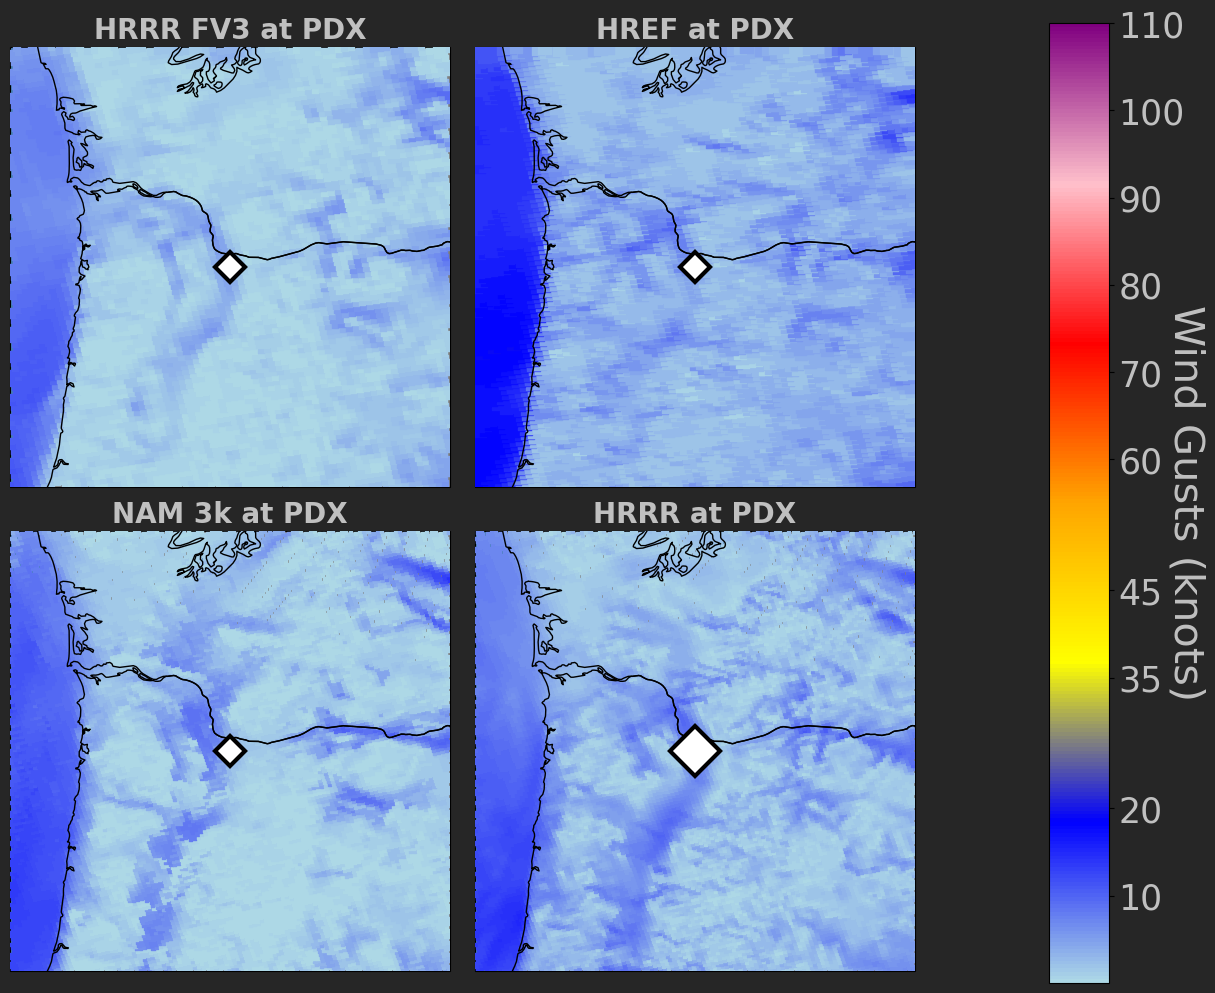 HRRR FV3 at PDX
HREF at PDX
NAM 3k at PDX
HRRR at PDX
110
100
90
80
70
60
45
35
20
10
Wind Gusts (knots)